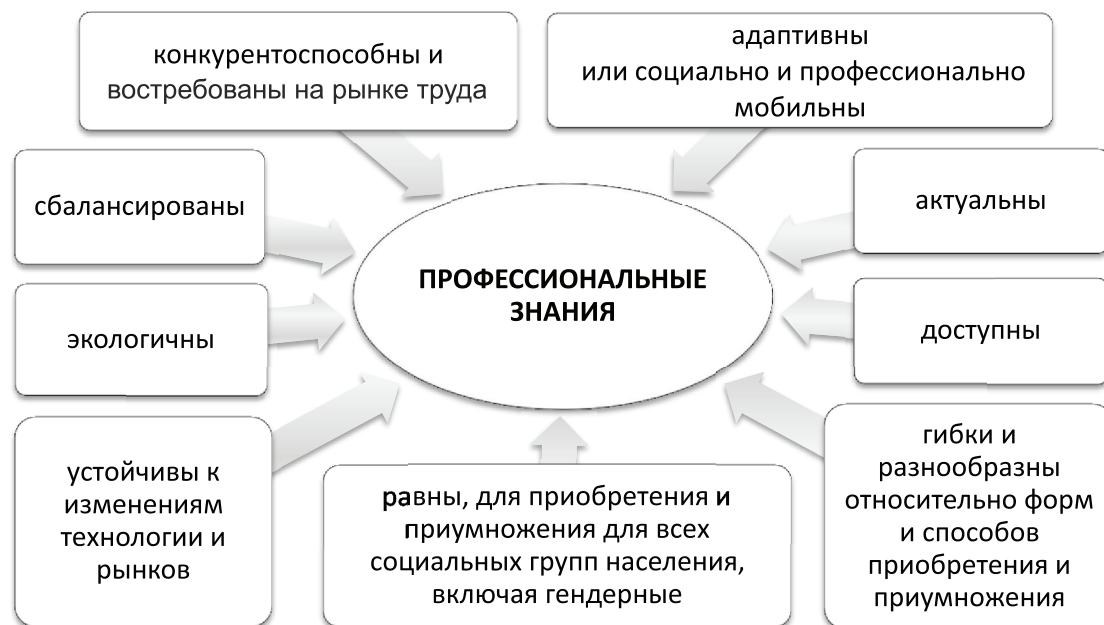 конкурентоспособны и
востребованы на рынке труда
адаптивны
или социально и профессионально
мобильны
сбалансированы
актуальны
ПРОФЕССИОНАЛЬНЫЕ
ЗНАНИЯ
экологичны
доступны
устойчивы к
изменениям
технологии и
рынков
равны, для приобретения и
приумножения для всех
социальных групп населения,
включая гендерные
гибки и
разнообразны
относительно форм
и способов
приобретения и
приумножения